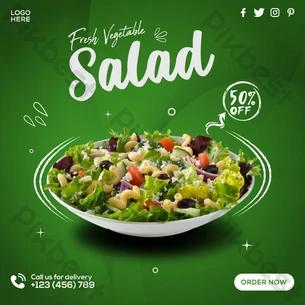 LOGO
HERE
Fresh Vegetable
Salad
50%
OFF
Call us for delivery
+123 (456) 789
ORDER NOW